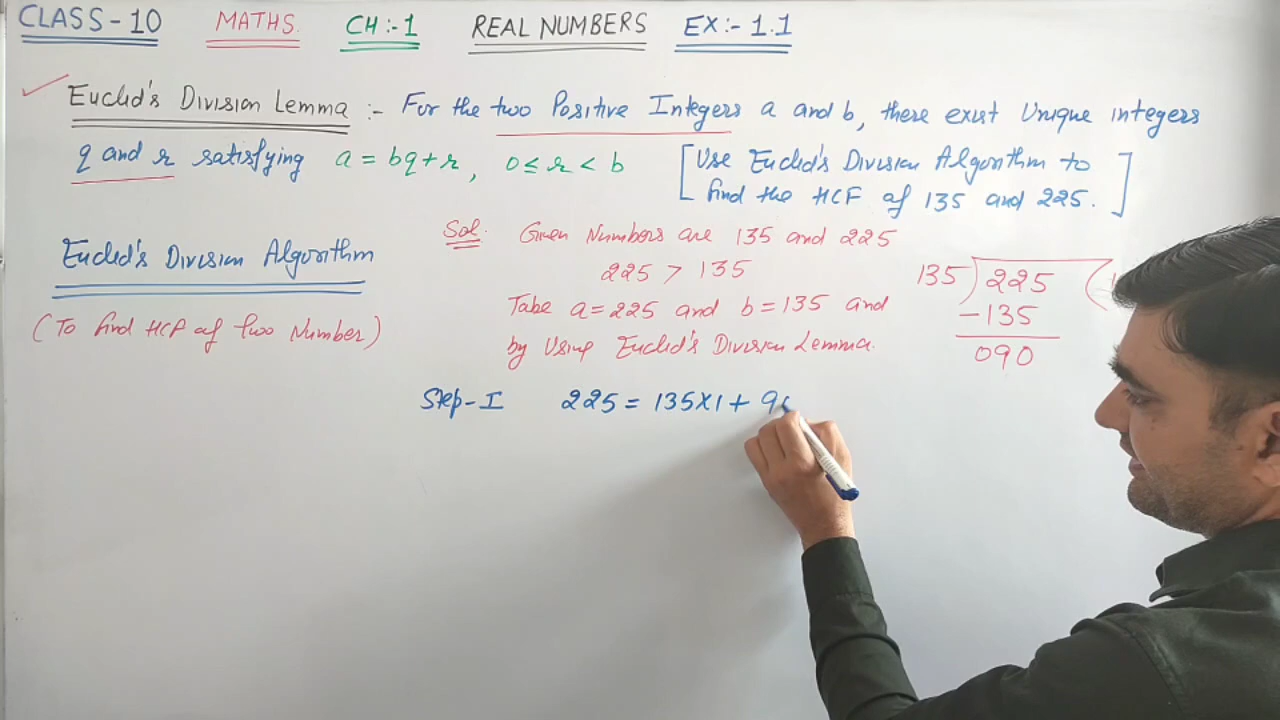 CLASS-10 MATHS. CH:-1 REAL NUMBERS EX:- 1.1
Euclid's Division Lemma :- For the two Positive Integers a and b, there exist Unique integers
q and r satisfying a = bq+r, 0 ≤ r < b
[Use Euclid's Division Algorithm to
find the HCF of 135 and 225.]
Euclid's Division Algorithm
(To find HCF of two Number)
Sol. Given Numbers are 135 and 225
225 > 135
Take a=225 and b=135 and
by Using Euclid's Division Lemma.
135) 225 (
-135
090
Step-I 225 = 135x1 + 9